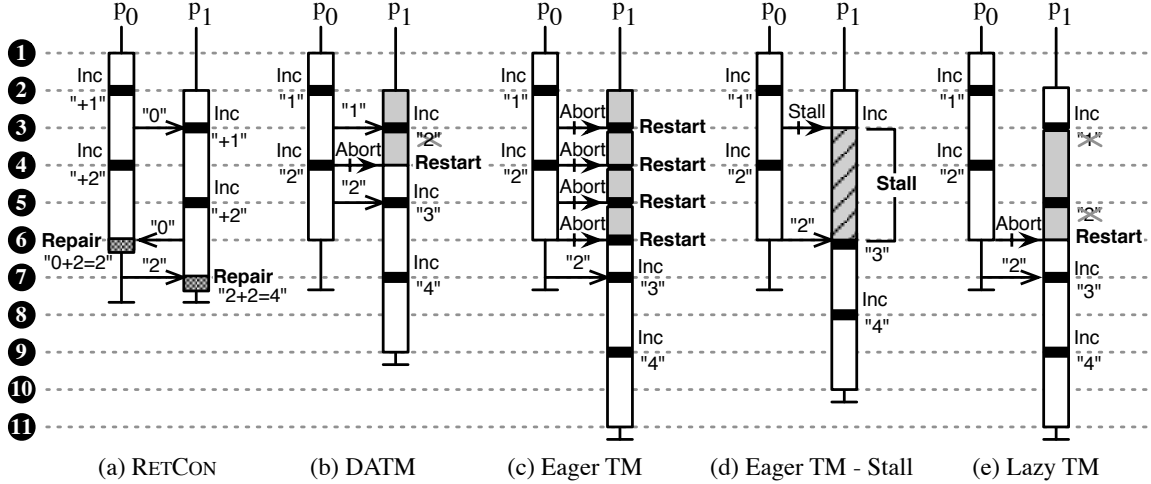 p0 p1 p0 p1 p0 p1 p0 p1 p0 p1
1
2
3
4
5
6
7
8
9
10
11
Inc
"+1"
"0"
Inc
"+1"
Inc
"+2"
Inc
"+2"
"0"
Repair
"0+2=2"
"2"
Repair
"2+2=4"
(a) RETCON
Inc
"1"
"1"
Inc
"2"
Inc
"2"
Abort
Restart
"2"
Inc
"3"
Inc
"4"
(b) DATM
Inc
"1"
Abort
Restart
Inc
"2"
Abort
Restart
Abort
Restart
Abort
Restart
"2"
Inc
"3"
Inc
"4"
(c) Eager TM
Inc
"1"
Stall
Inc
Inc
"2"
Stall
"2"
"3"
Inc
"4"
(d) Eager TM - Stall
Inc
"1"
Inc
"1"
Inc
"2"
Inc
"2"
Abort
Restart
"2"
Inc
"3"
Inc
"4"
(e) Lazy TM